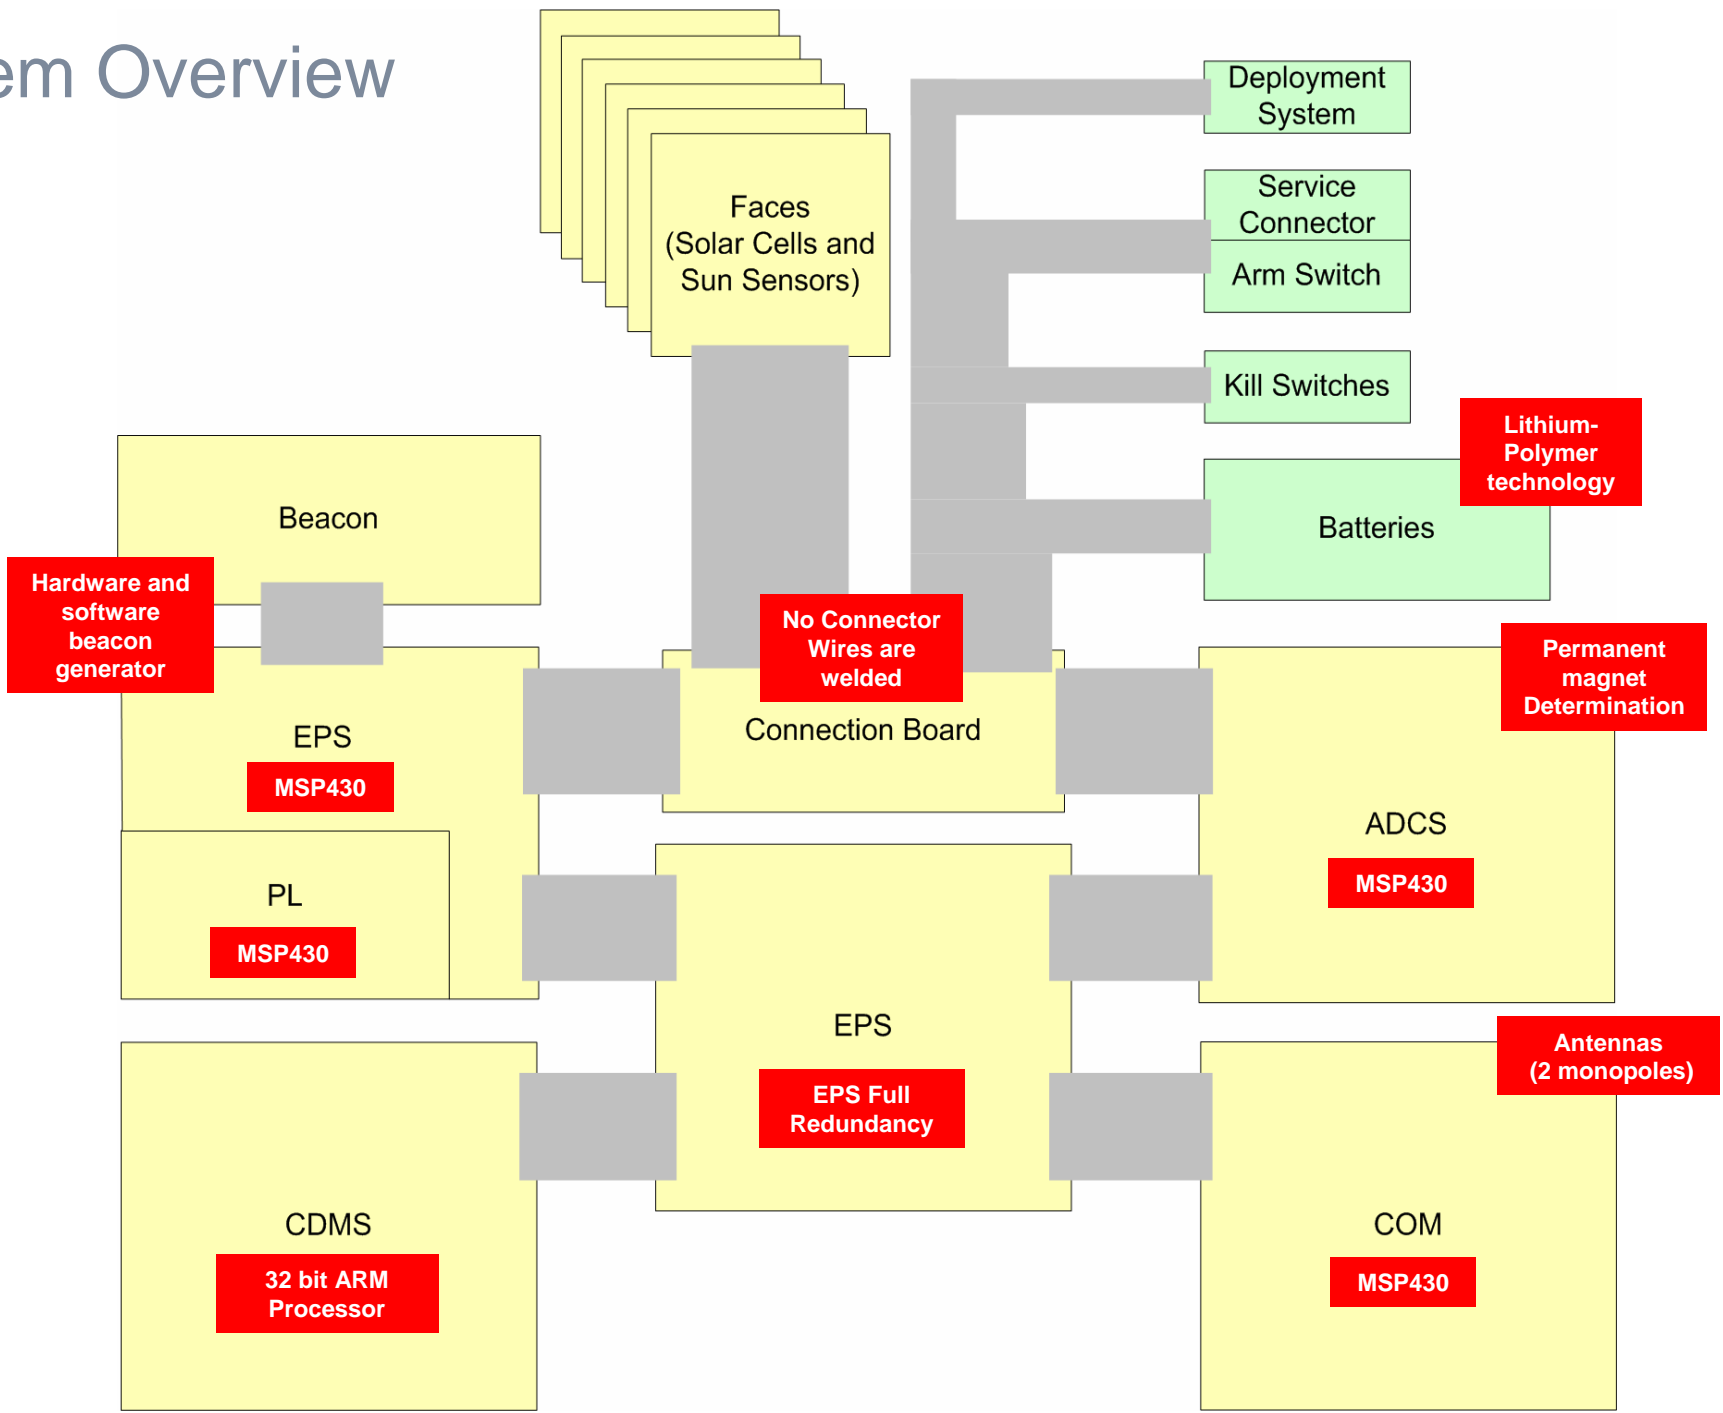 em Overview
Faces
(Solar Cells and
Sun Sensors)
Deployment
System
Service
Connector
Arm Switch
Kill Switches
Lithium-
Polymer
technology
Batteries
Beacon
Hardware and
software
beacon
generator
No Connector
Wires are
welded
Connection Board
Permanent
magnet
Determination
EPS
MSP430
ADCS
MSP430
PL
MSP430
EPS
EPS Full
Redundancy
Antennas
(2 monopoles)
CDMS
32 bit ARM
Processor
COM
MSP430